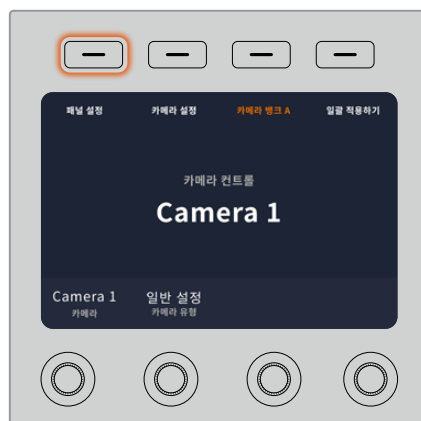 패널 설정 카메라 설정 카메라 뱅크 A 일괄 적용하기
카메라 컨트롤
Camera 1
Camera 1 일반 설정
카메라 카메라 유형